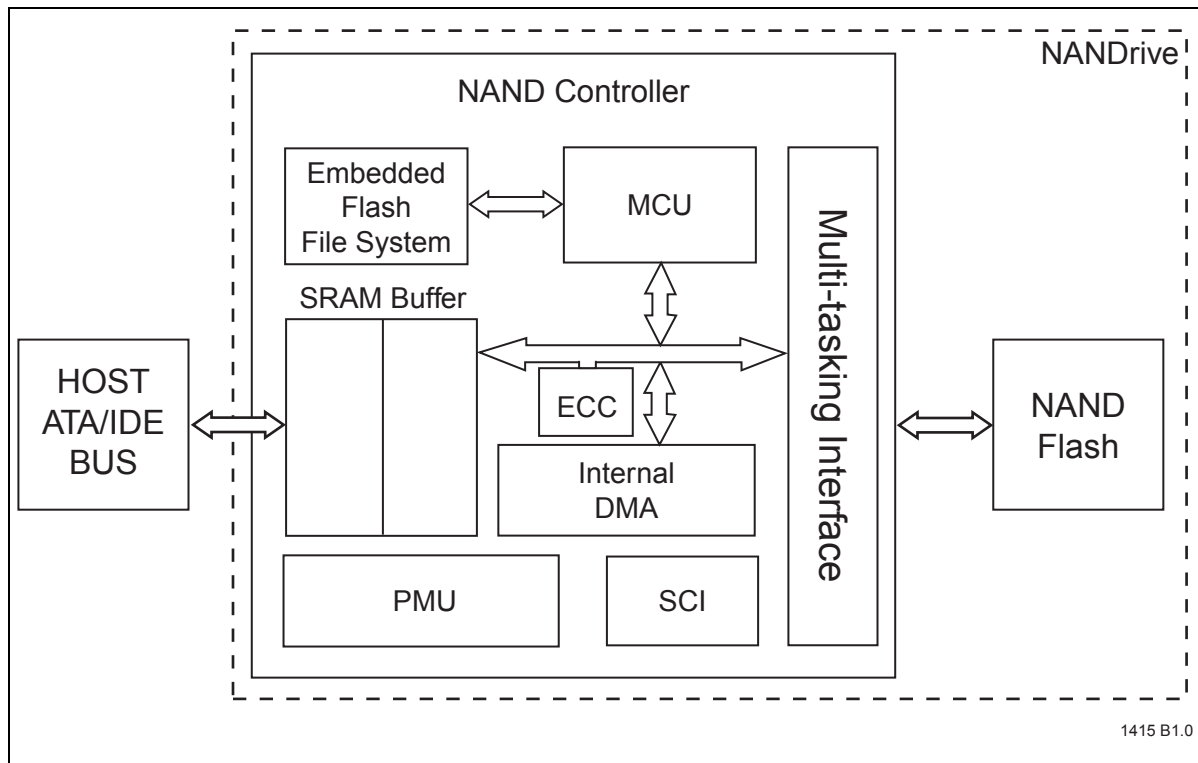 NANDrive
NAND Controller
Embedded
Flash
File System
MCU
Multi-tasking Interface
SRAM Buffer
HOST
ATA/IDE
BUS
ECC
NAND
Flash
Internal
DMA
PMU
SCI
1415 B1.0